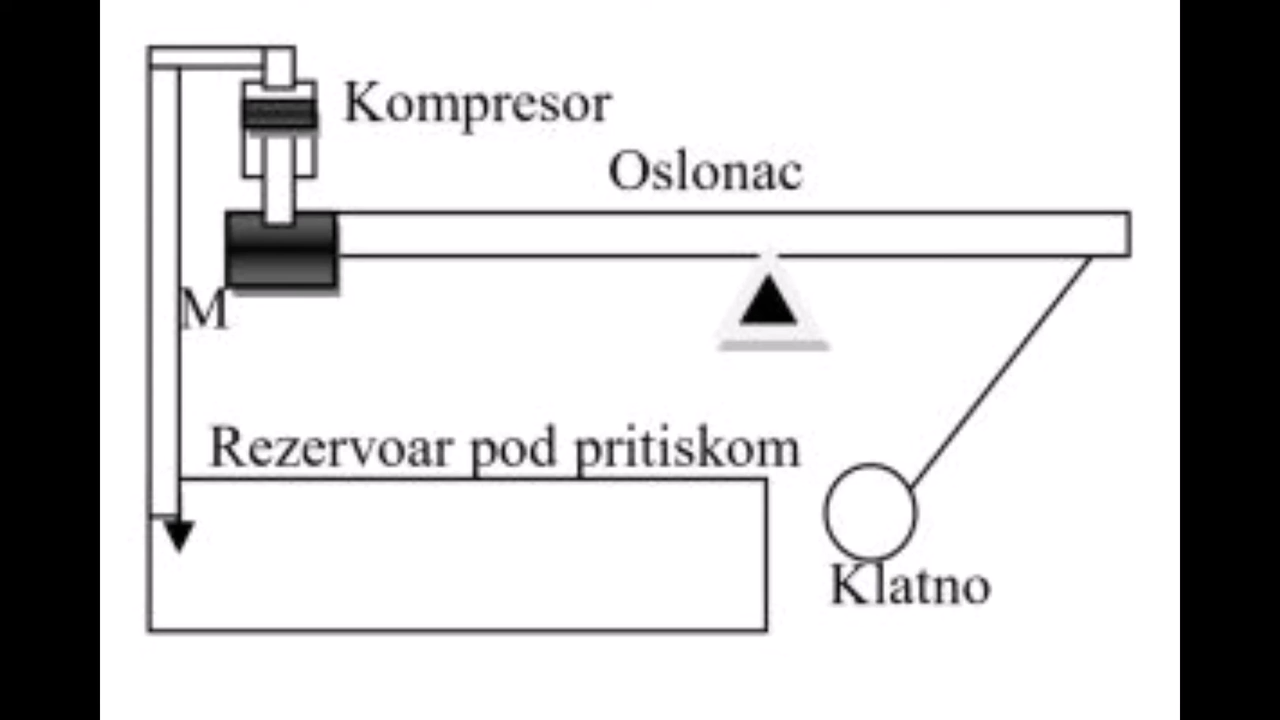 Kompresor
Oslonac
M
Rezervoar pod pritiskom
Klatno